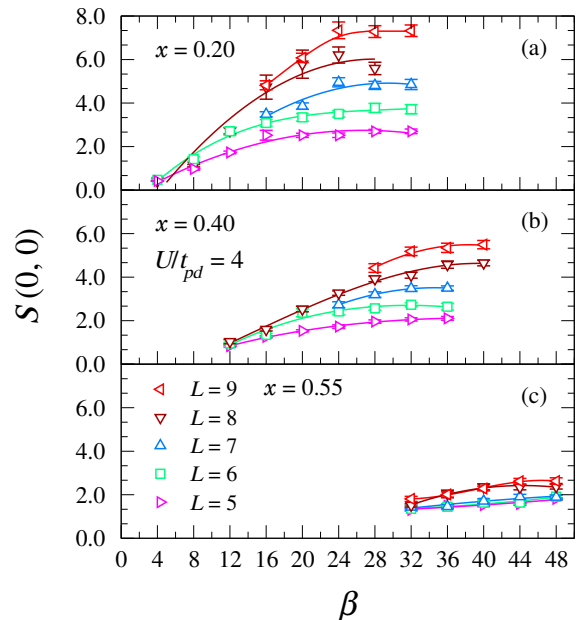 8.0
x = 0.20
(a)
6.0
4.0
2.0
0.0
x = 0.40
(b)
6.0
U/t_pd = 4
4.0
2.0
0.0
S(0, 0)
L = 9
x = 0.55
(c)
6.0
L = 8
4.0
L = 7
L = 6
2.0
L = 5
0.0
0 4 8 12 16 20 24 28 32 36 40 44 48
β